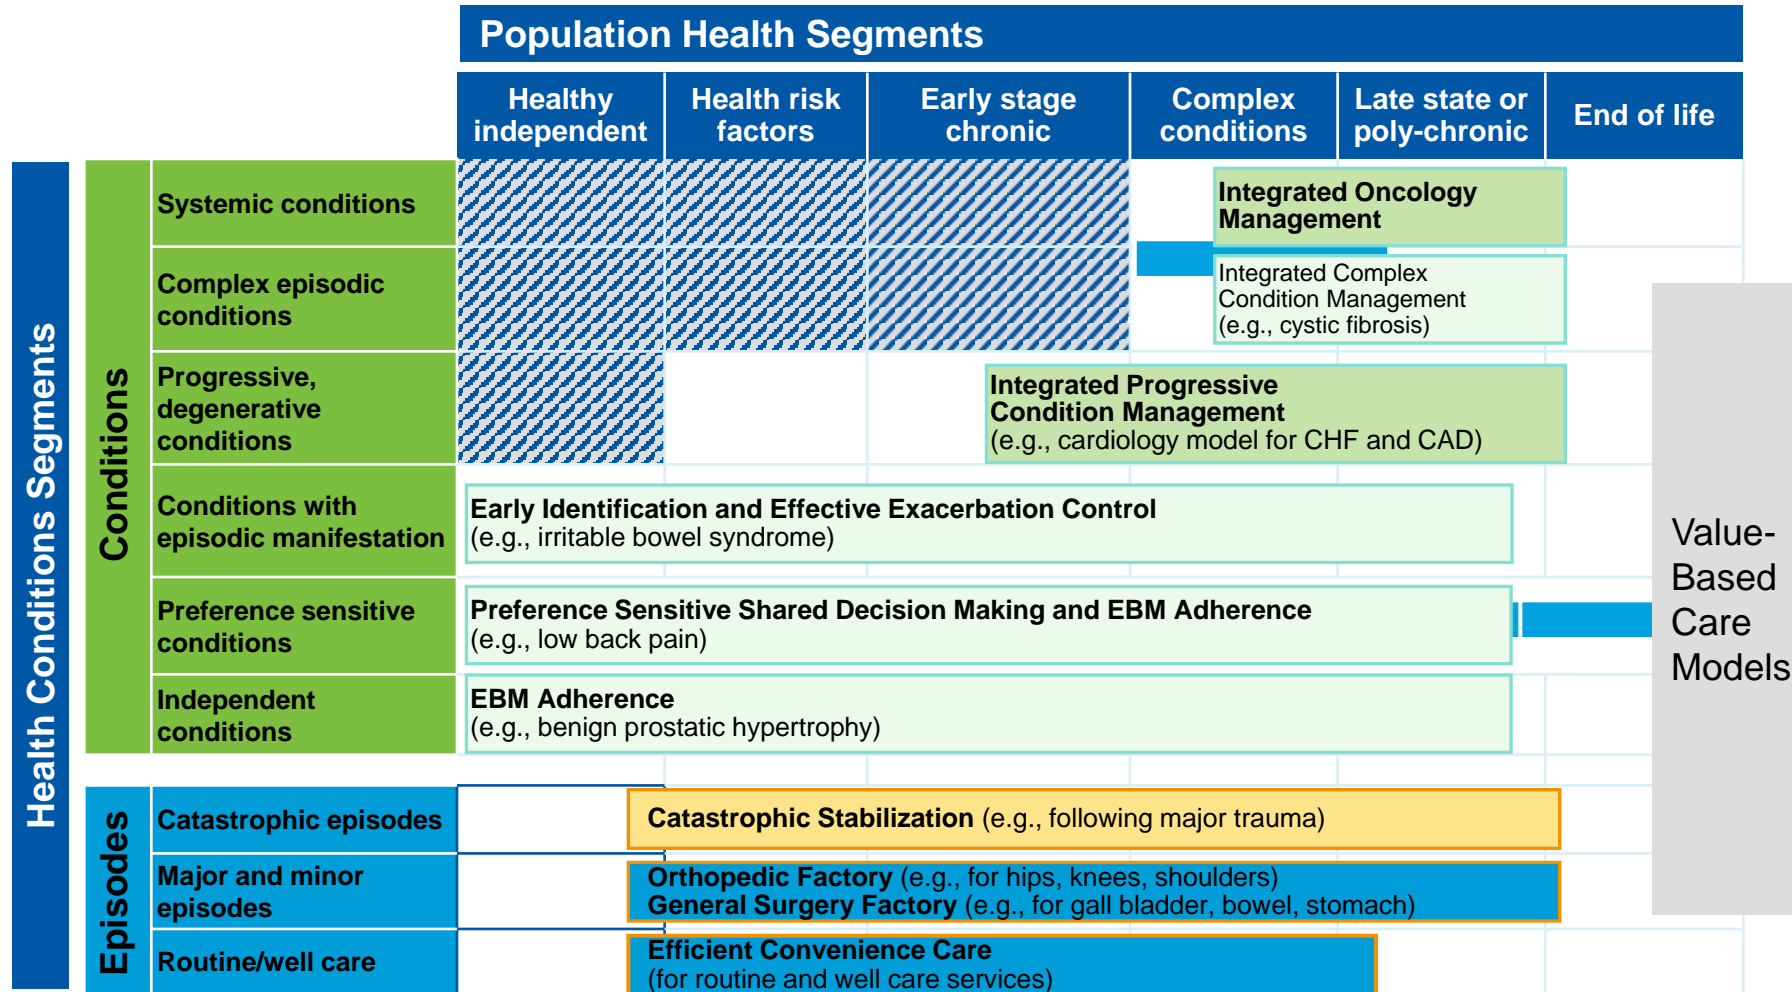 Population Health Segments
Healthy
independent
Health risk
factors
Early stage
chronic
Complex
conditions
Late state or
poly-chronic
End of life
Health Conditions Segments
Conditions
Systemic conditions
Integrated Oncology
Management
Complex episodic
conditions
Integrated Complex
Condition Management
(e.g., cystic fibrosis)
Progressive,
degenerative
conditions
Integrated Progressive
Condition Management
(e.g., cardiology model for CHF and CAD)
Conditions with
episodic manifestation
Early Identification and Effective Exacerbation Control
(e.g., irritable bowel syndrome)
Preference sensitive
conditions
Preference Sensitive Shared Decision Making and EBM Adherence
(e.g., low back pain)
Independent
conditions
EBM Adherence
(e.g., benign prostatic hypertrophy)
Value-
Based
Care
Models
Episodes
Catastrophic episodes
Catastrophic Stabilization (e.g., following major trauma)
Major and minor
episodes
Orthopedic Factory (e.g., for hips, knees, shoulders)
General Surgery Factory (e.g., for gall bladder, bowel, stomach)
Routine/well care
Efficient Convenience Care
(for routine and well care services)